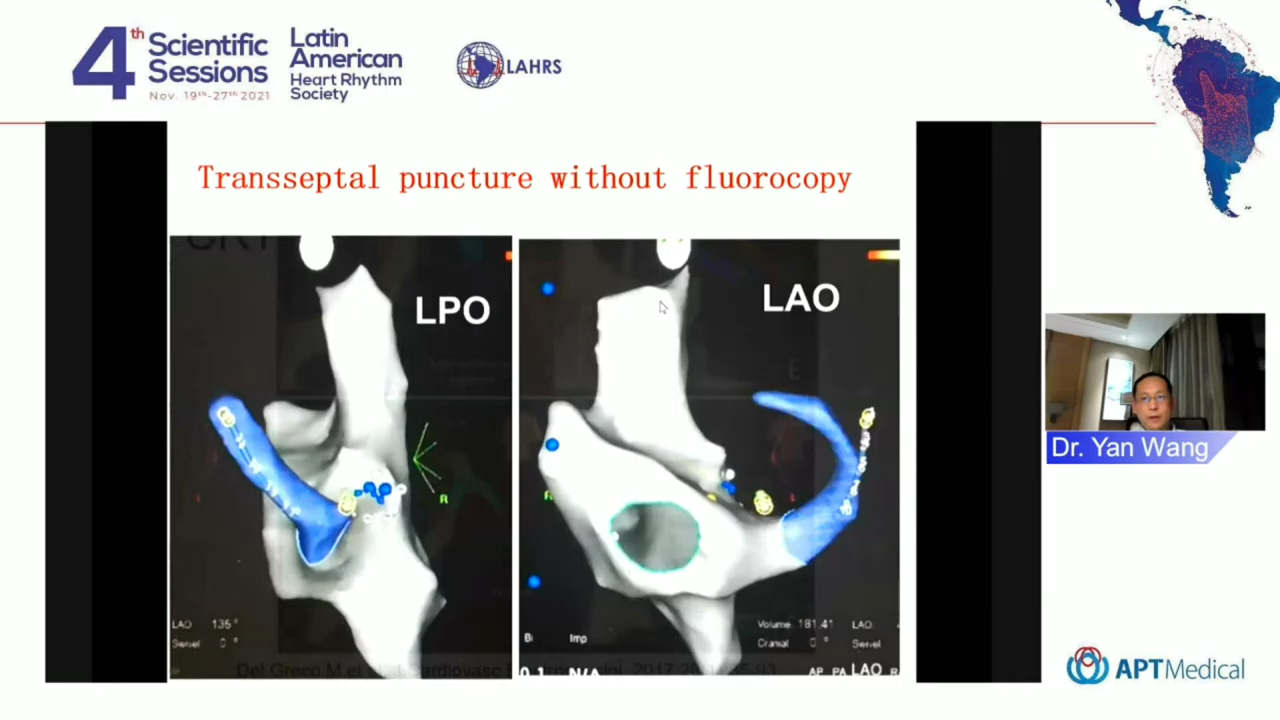 4th Scientific Sessions
Nov. 19th-27th 2021
Latin American Heart Rhythm Society
LAHRS
Transseptal puncture without fluorocopy
LPO
LAO
R
LAO 135°
Swivel 0 °
R
E
Volume 181.41 LAO:
Cranial 0 ° Swivel
Bi Imp
0.1 N/A
AP PA LAO R
Dr. Yan Wang
APT Medical